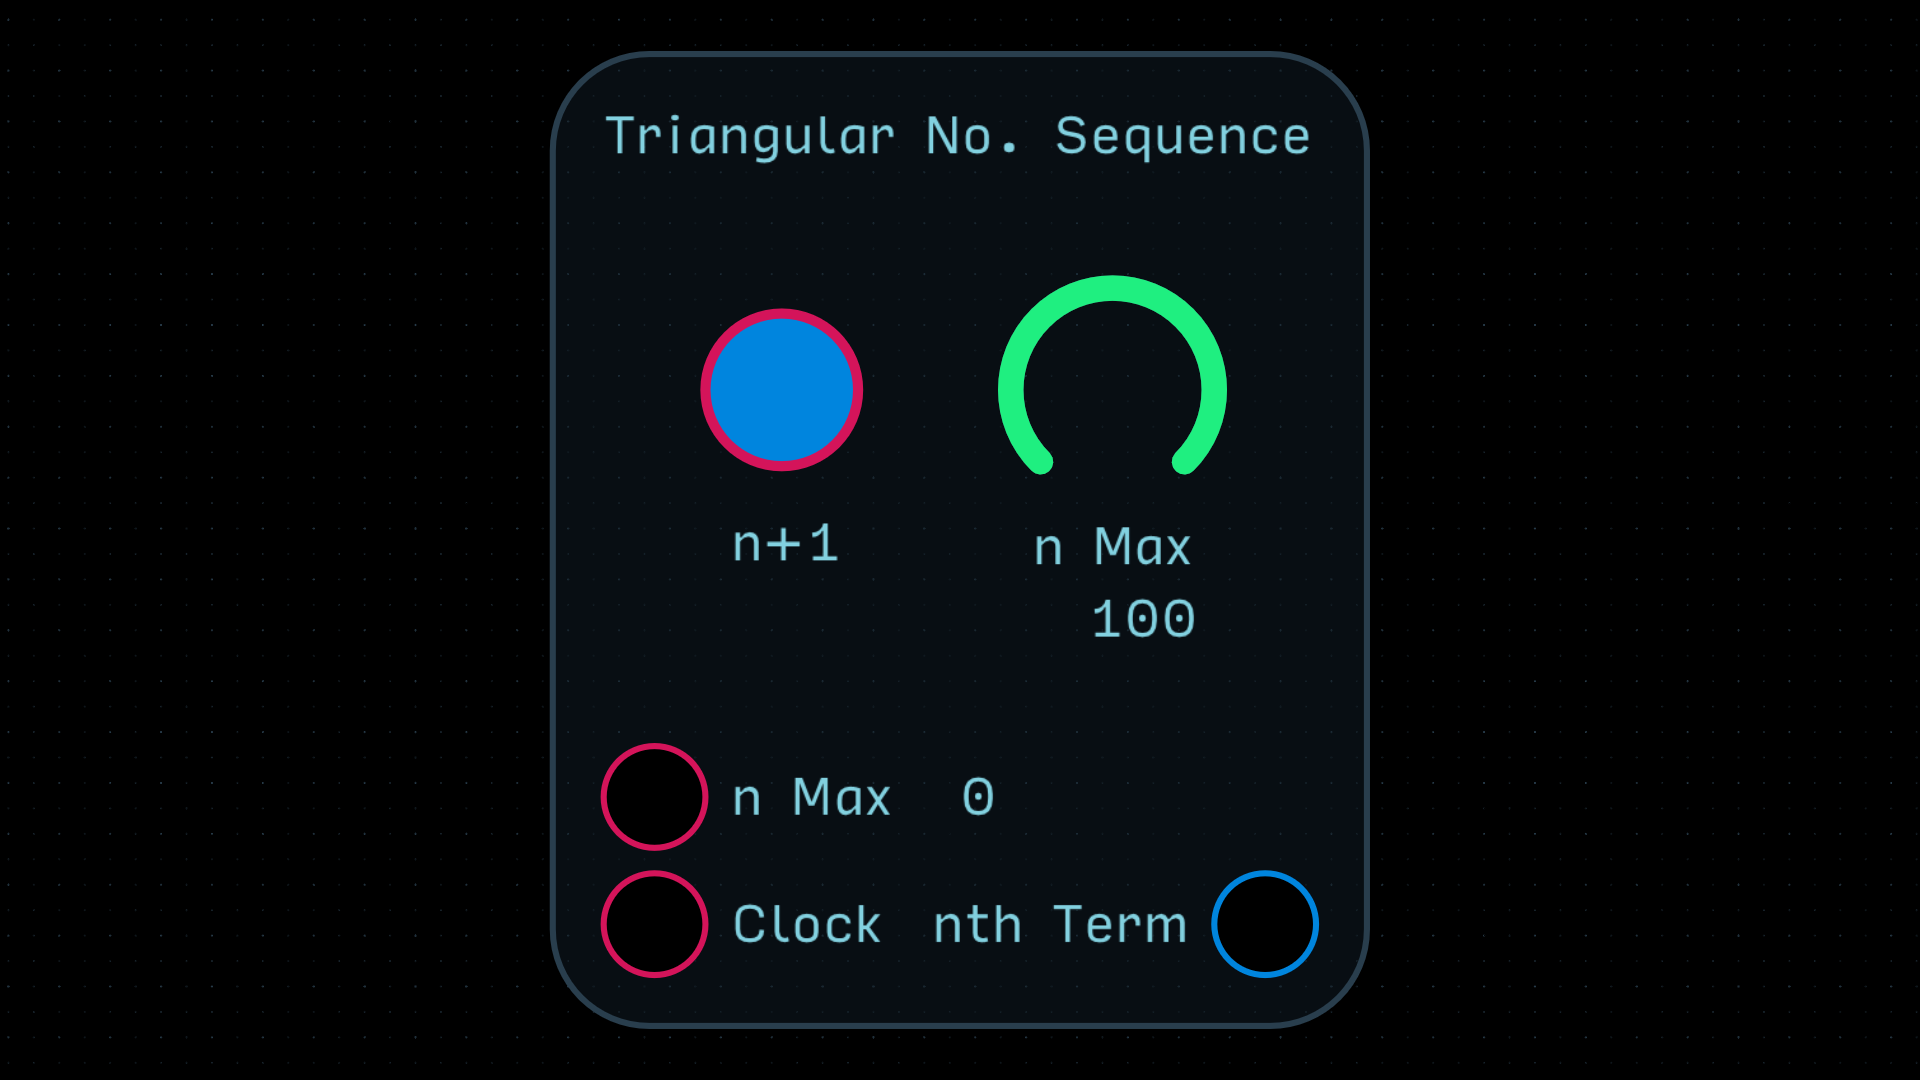 Triangular No. Sequence
n+1
n Max
100
n Max 0
Clock nth Term